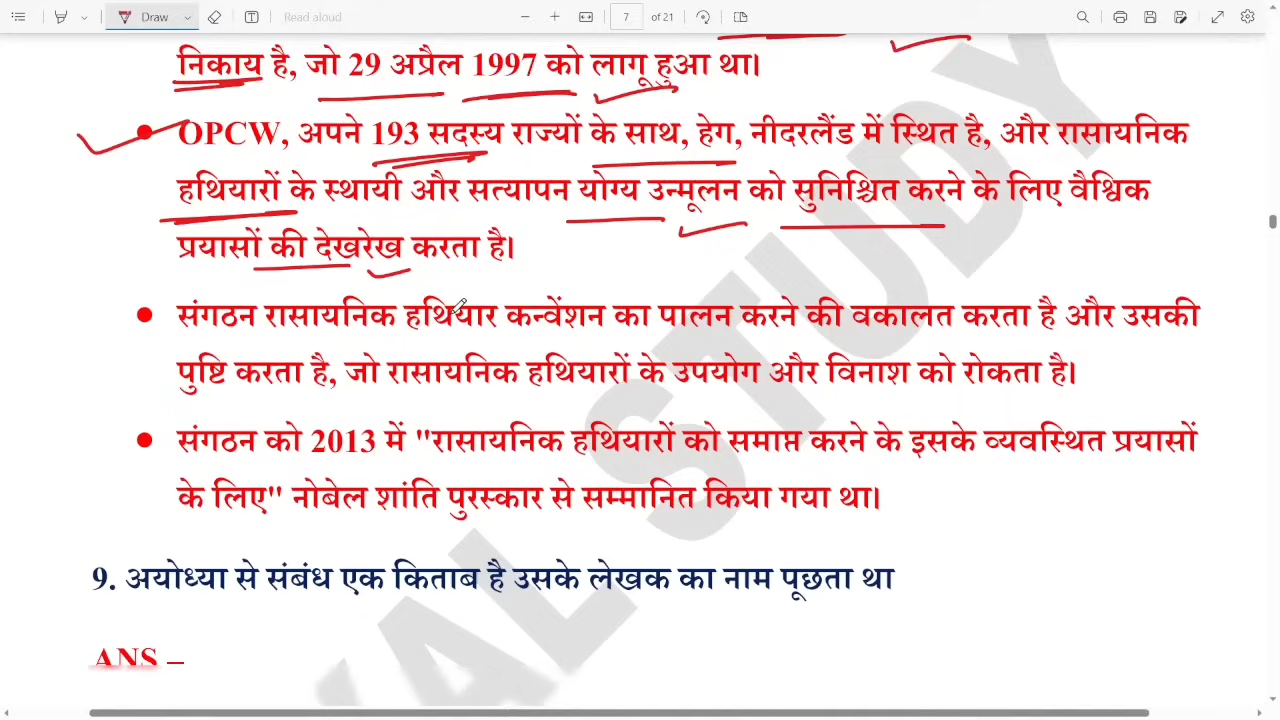 Draw
Read aloud
7
of 21
निकाय है, जो 29 अप्रैल 1997 को लागू हुआ था।
OPCW, अपने 193 सदस्य राज्यों के साथ, हेग, नीदरलैंड में स्थित है, और रासायनिक
हथियारों के स्थायी और सत्यापन योग्य उन्मूलन को सुनिश्चित करने के लिए वैश्विक
प्रयासों की देखरेख करता है।
संगठन रासायनिक हथियार कन्वेंशन का पालन करने की वकालत करता है और उसकी
पुष्टि करता है, जो रासायनिक हथियारों के उपयोग और विनाश को रोकता है।
संगठन को 2013 में "रासायनिक हथियारों को समाप्त करने के इसके व्यवस्थित प्रयासों
के लिए" नोबेल शांति पुरस्कार से सम्मानित किया गया था।
9. अयोध्या से संबंध एक किताब है उसके लेखक का नाम पूछता था
ANS –
STUDY